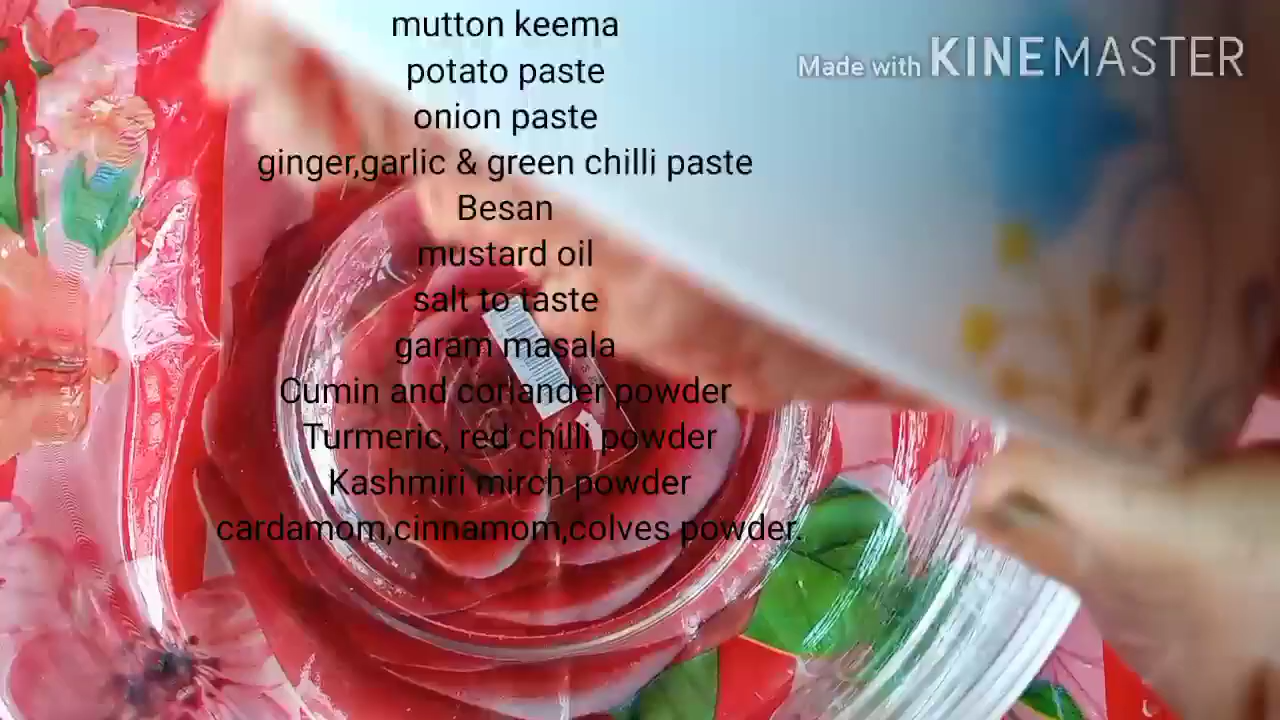 mutton keema
Made with KINEMASTER
potato paste
onion paste
ginger,garlic & green chilli paste
Besan
mustard oil
salt to taste
garam masala
Cumin and coriander powder
Turmeric, red chilli powder
Kashmiri mirch powder
cardamom,cinnamom,colves powder.